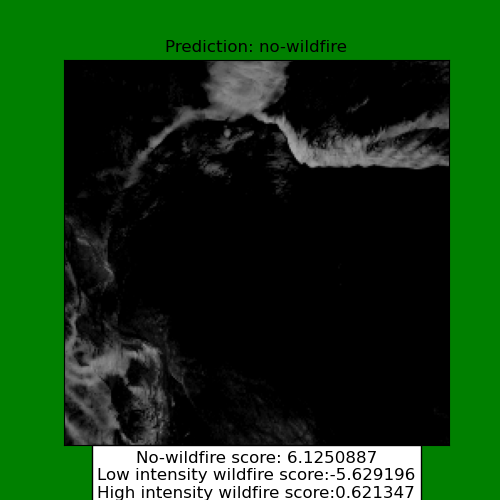 Prediction: no-wildfire
No-wildfire score: 6.1250887
Low intensity wildfire score:-5.629196
High intensity wildfire score:0.621347